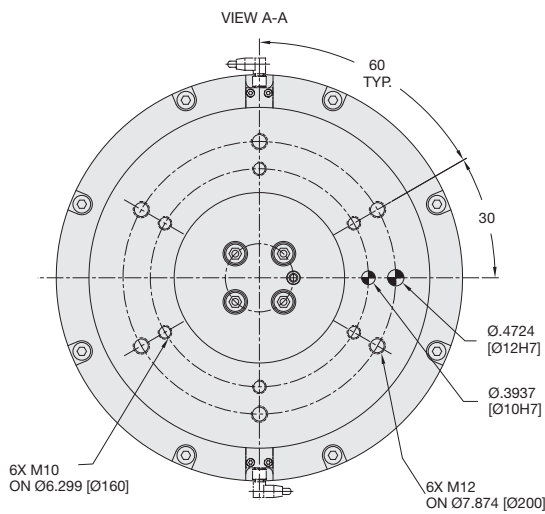 VIEW A-A
60
TYP.
30
Ø.4724
[Ø12H7]
Ø.3937
[Ø10H7]
6X M10
ON Ø6.299 [Ø160]
6X M12
ON Ø7.874 [Ø200]